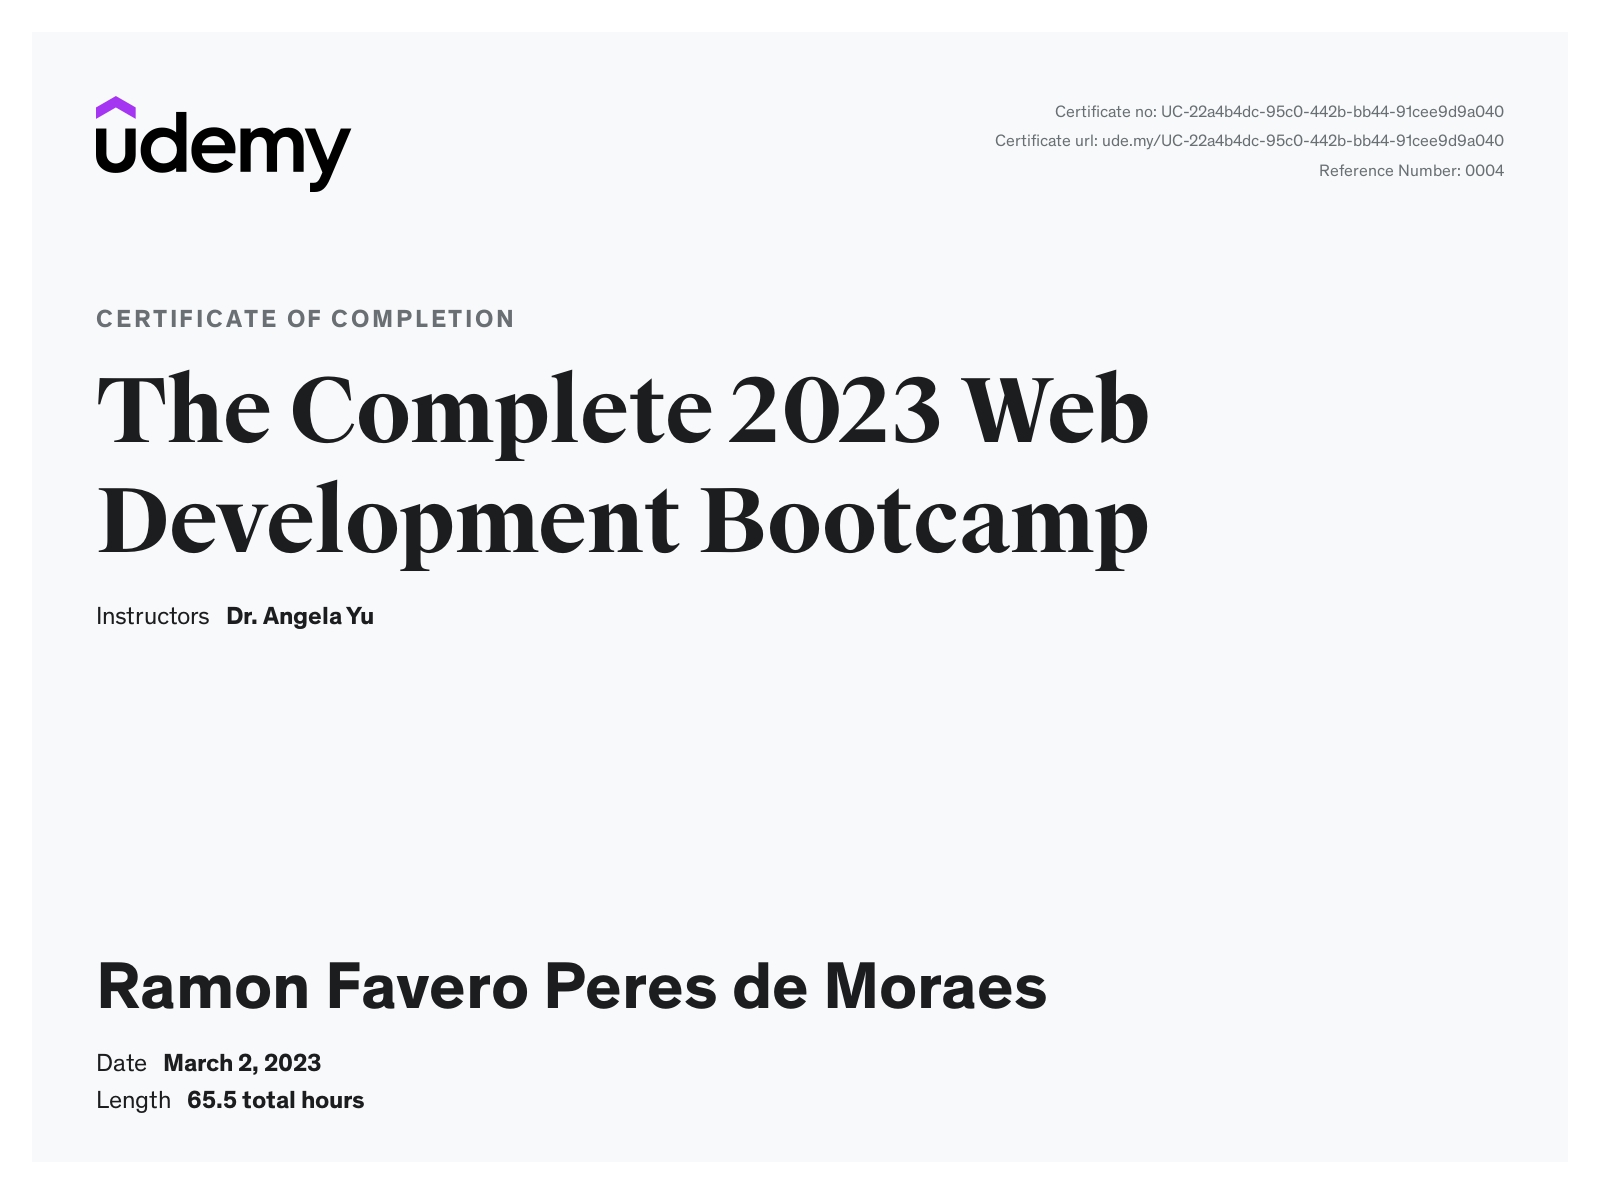 udemy
Certificate no: UC-22a4b4dc-95c0-442b-bb44-91cee9d9a040
Certificate url: ude.my/UC-22a4b4dc-95c0-442b-bb44-91cee9d9a040
Reference Number: 0004
CERTIFICATE OF COMPLETION
The Complete 2023 Web
Development Bootcamp
Instructors Dr. Angela Yu
Ramon Favero Peres de Moraes
Date March 2, 2023
Length 65.5 total hours